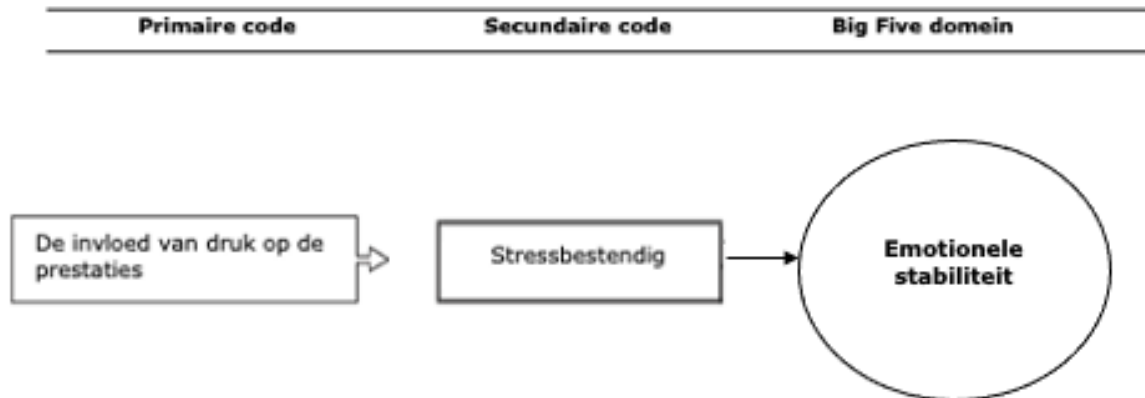 Primaire code Secundaire code Big Five domein
De invloed van druk op de
prestaties
Stressbestendig
Emotionele
stabiliteit